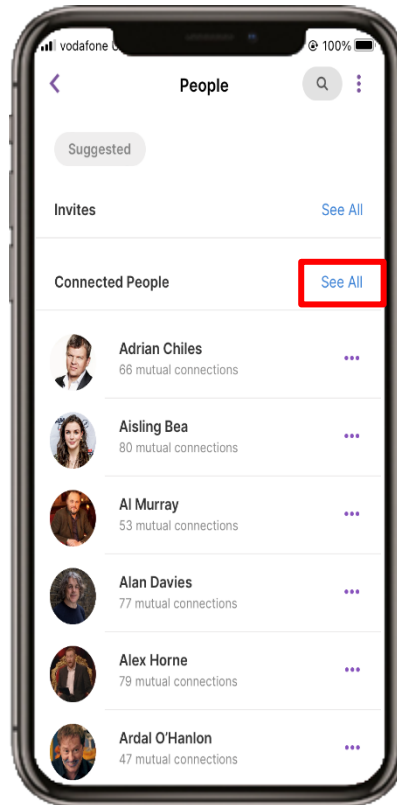 vodafone
100%
People
Suggested
Invites
See All
Connected People
See All
Adrian Chiles
66 mutual connections
Aisling Bea
80 mutual connections
Al Murray
53 mutual connections
Alan Davies
77 mutual connections
Alex Horne
79 mutual connections
Ardal O'Hanlon
47 mutual connections